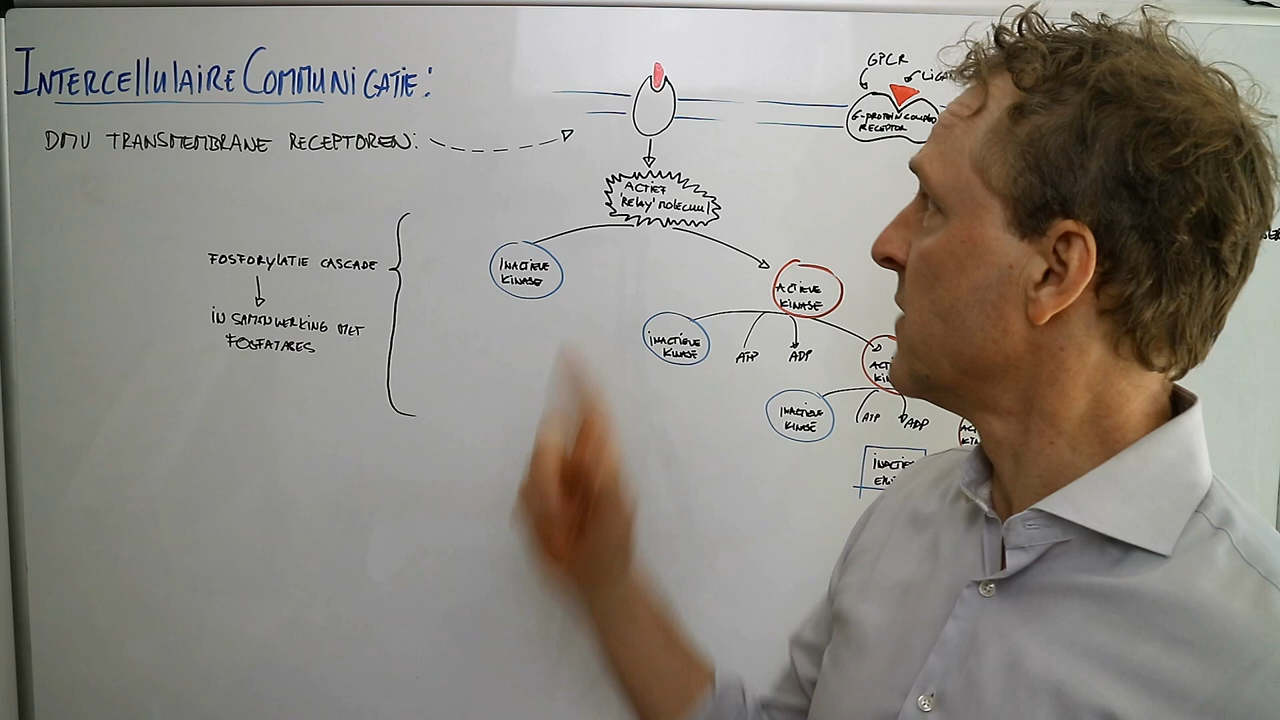 INTERCELLULAIRE COMMUNICATIE:
DMV TRANSMEMBRANE RECEPTOREN:
GPCR
G-PROTEIN COUPLED
RECEPTOR
ACTIEF
'RELAY' MOLECUUL
FOSFORYLATIE CASCADE
IN SAMENWERKING MET
FOSFATASES
INACTIEVE
KINASE
ACTIEVE
KINASE
INACTIEVE
KINASE
ATP
ADP
INACTIEVE
KINASE
ATP
ADP